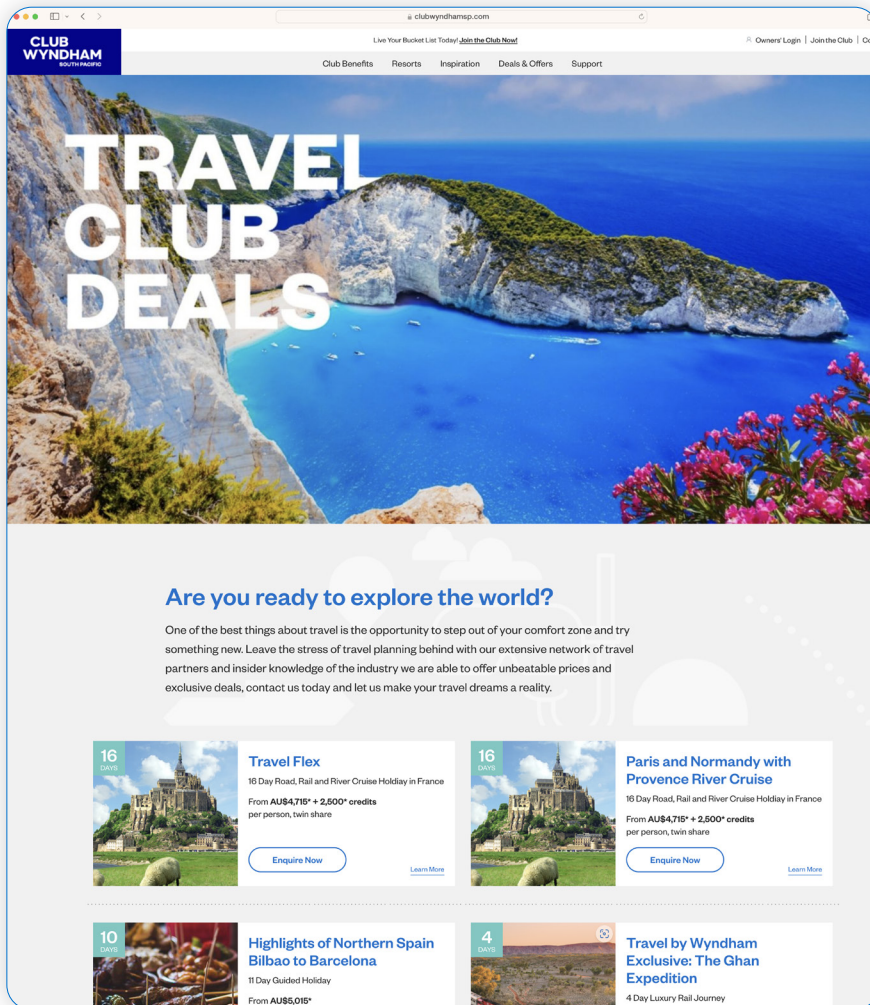 clubwyndhamsp.com
CLUB
WYNDHAM
SOUTH PACIFIC
Live Your Bucket List Today! Join the Club Now!
Owners' Login | Join the Club |
Club Benefits Resorts Inspiration Deals & Offers Support
TRAVEL
CLUB
DEALS
Are you ready to explore the world?
One of the best things about travel is the opportunity to step out of your comfort zone and try
something new. Leave the stress of travel planning behind with our extensive network of travel
partners and insider knowledge of the industry we are able to offer unbeatable prices and
exclusive deals, contact us today and let us make your travel dreams a reality.
16
DAYS
Travel Flex
16 Day Road, Rail and River Cruise Holdiay in France
From AU$4,715* + 2,500* credits
per person, twin share
Enquire Now
Learn More
16
DAYS
Paris and Normandy with
Provence River Cruise
16 Day Road, Rail and River Cruise Holdiay in France
From AU$4,715* + 2,500* credits
per person, twin share
Enquire Now
Learn More
10
DAYS
Highlights of Northern Spain
Bilbao to Barcelona
11 Day Guided Holiday
From AU$5,015*
4
DAYS
Travel by Wyndham
Exclusive: The Ghan
Expedition
4 Day Luxury Rail Journey